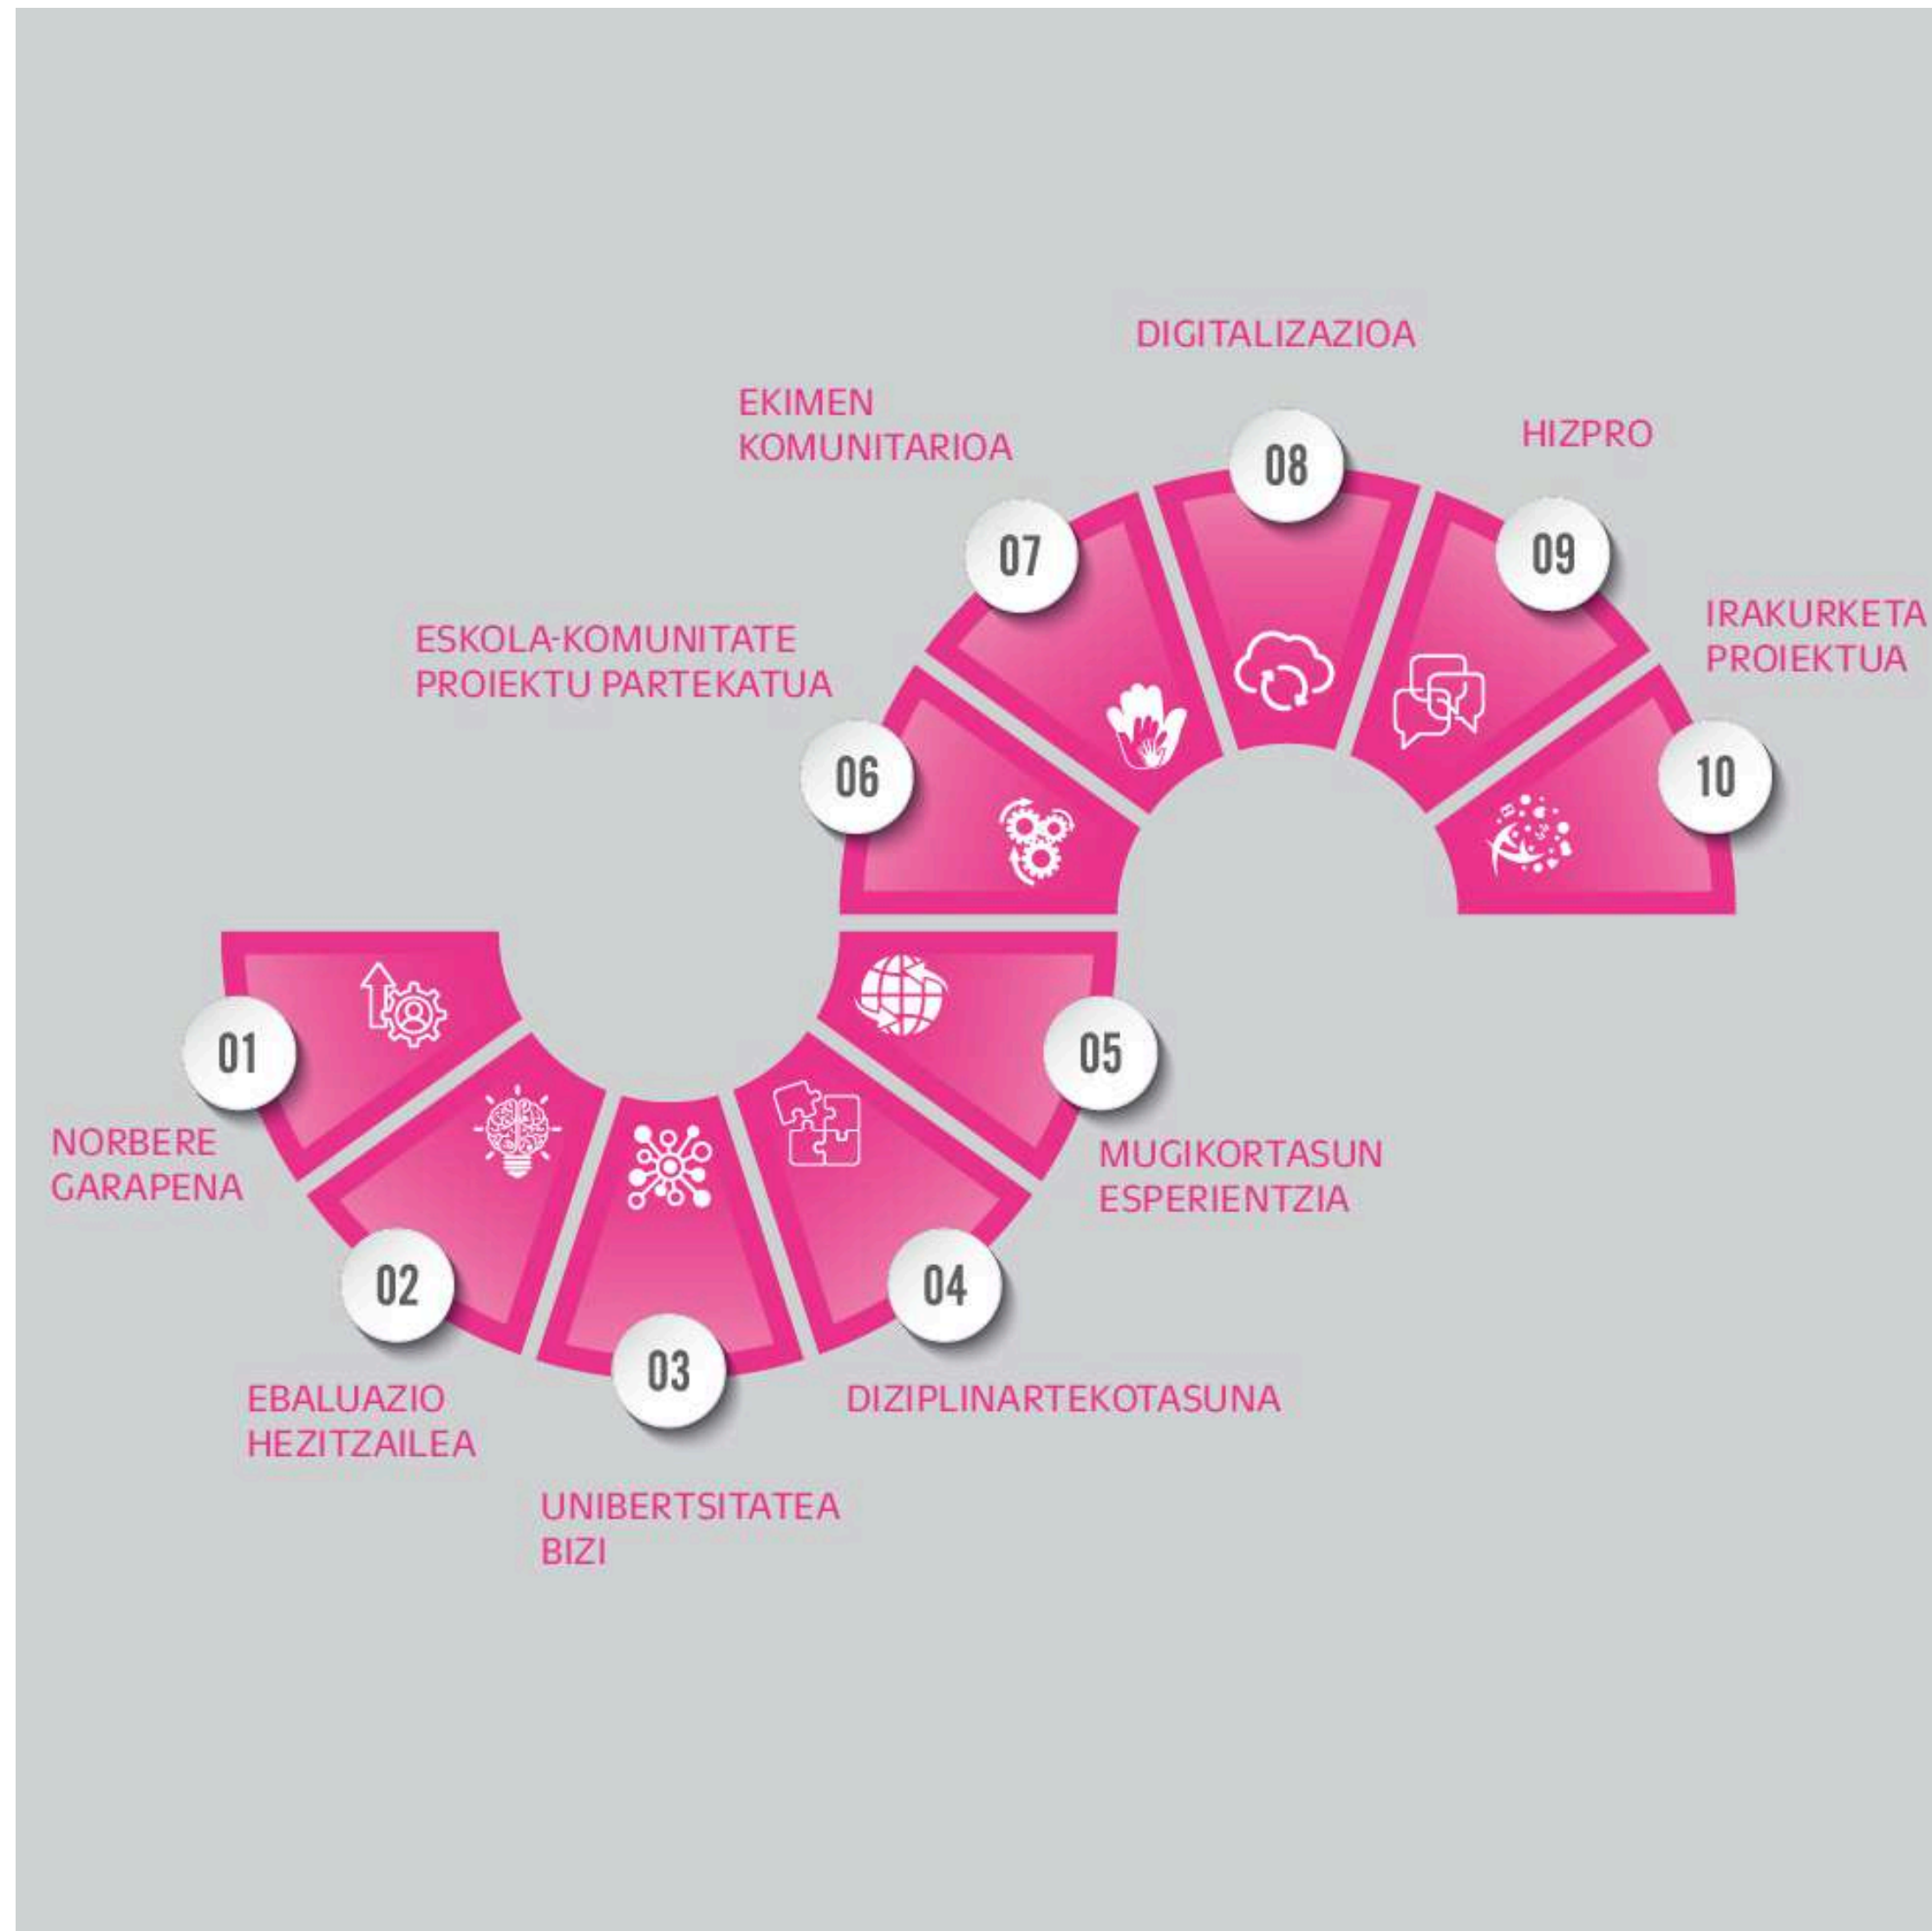 01
NORBERE
GARAPENA
02
EBALUAZIO
HEZITZAILEA
03
UNIBERTSITATEA
BIZI
04
DIZIPLINARTEKOTASUNA
05
MUGIKORTASUN
ESPERIENTZIA
06
ESKOLA-KOMUNITATE
PROIEKTU PARTEKATUA
07
EKIMEN
KOMUNITARIOA
08
DIGITALIZAZIOA
09
HIZPRO
10
IRAKURKETA
PROIEKTUA